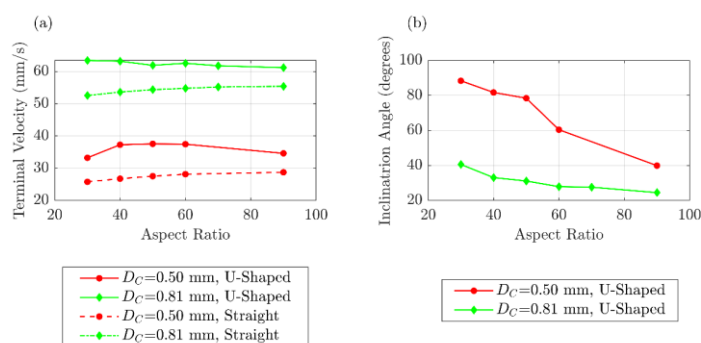 (a)
(b)
Terminal Velocity (mm/s)
60
50
40
30
20
20
40
60
80
100
Aspect Ratio
D_C=0.50 mm, U-Shaped
D_C=0.81 mm, U-Shaped
D_C=0.50 mm, Straight
D_C=0.81 mm, Straight
Inclinatrion Angle (degrees)
100
80
60
40
20
20
40
60
80
100
Aspect Ratio
D_C=0.50 mm, U-Shaped
D_C=0.81 mm, U-Shaped